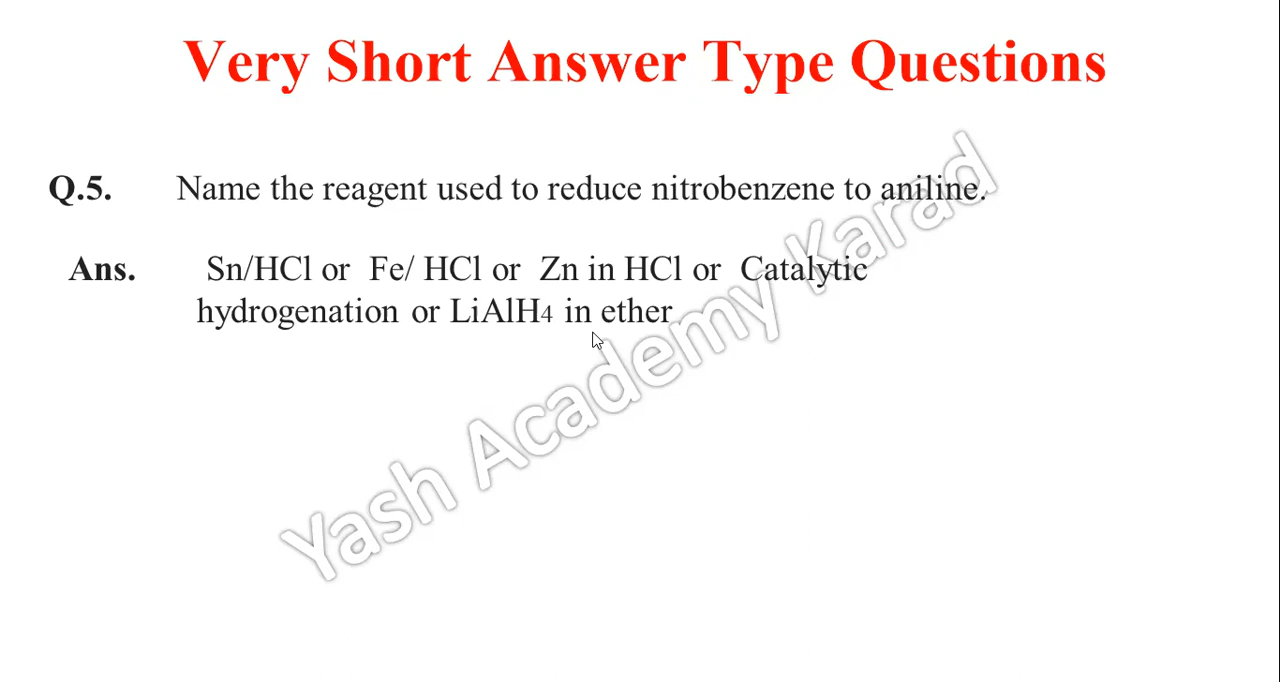 Very Short Answer Type Questions
Q.5. Name the reagent used to reduce nitrobenzene to aniline.
Ans. Sn/HCl or Fe/ HCl or Zn in HCl or Catalytic
hydrogenation or LiAlH4 in ether
Yash Academy Karad